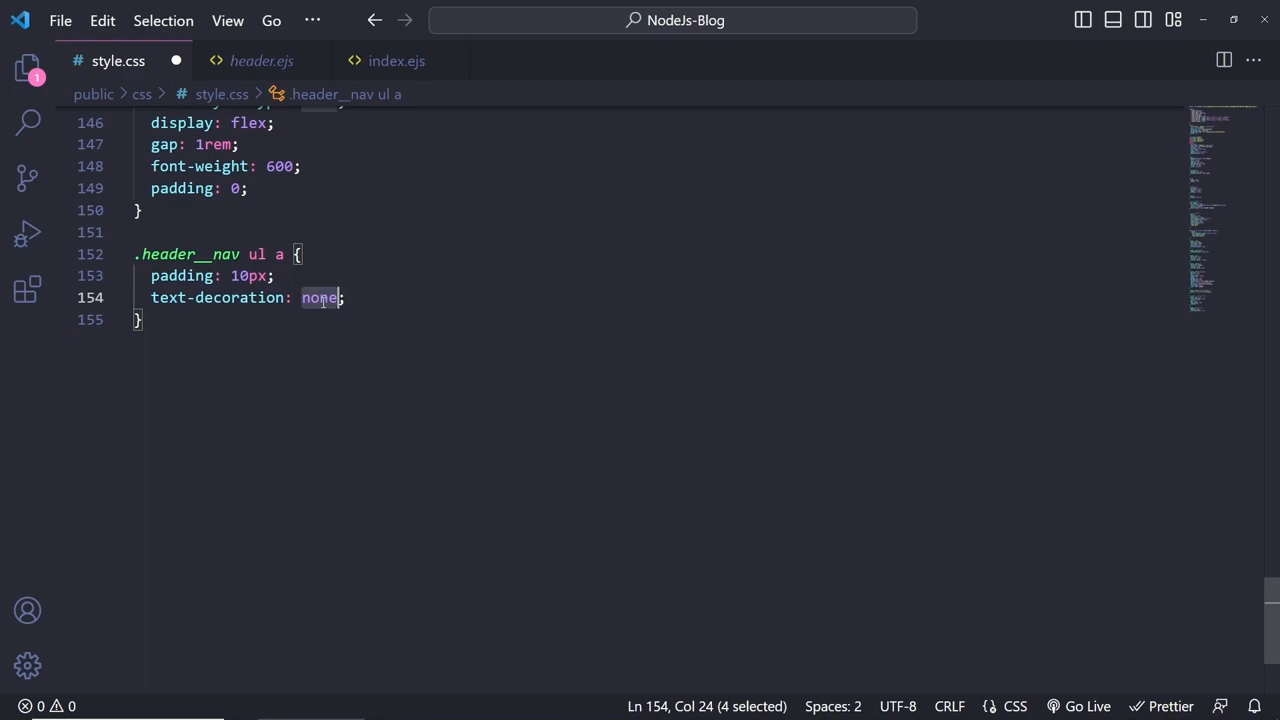 File Edit Selection View Go ··· NodeJs-Blog
# style.css <> header.ejs <> index.ejs
1
public > css > # style.css > .header__nav ul a
146 display: flex;
147 gap: 1rem;
148 font-weight: 600;
149 padding: 0;
150 }
151
152 .header__nav ul a {
153 padding: 10px;
154 text-decoration: none;
155 }
0 0 Ln 154, Col 24 (4 selected) Spaces: 2 UTF-8 CRLF {} CSS Go Live Prettier